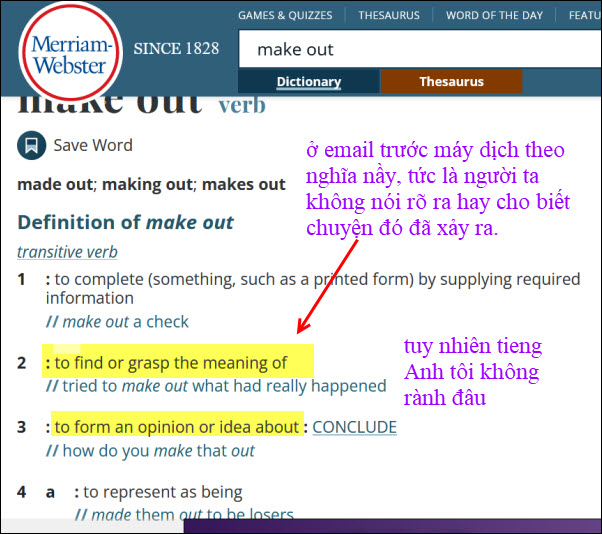 GAMES & QUIZZES THESAURUS WORD OF THE DAY FEATU
Merriam-
Webster
SINCE 1828
make out
Dictionary Thesaurus
make out verb
Save Word
made out; making out; makes out
ở email trước máy dịch theo
nghĩa nầy, tức là người ta
không nói rõ ra hay cho biết
chuyện đó đã xảy ra.
Definition of make out
transitive verb
1 : to complete (something, such as a printed form) by supplying required
information
// make out a check
2 : to find or grasp the meaning of
// tried to make out what had really happened
tuy nhiên tieng
Anh tôi không
rành đâu
3 : to form an opinion or idea about : CONCLUDE
// how do you make that out
4 a : to represent as being
// made them out to be losers